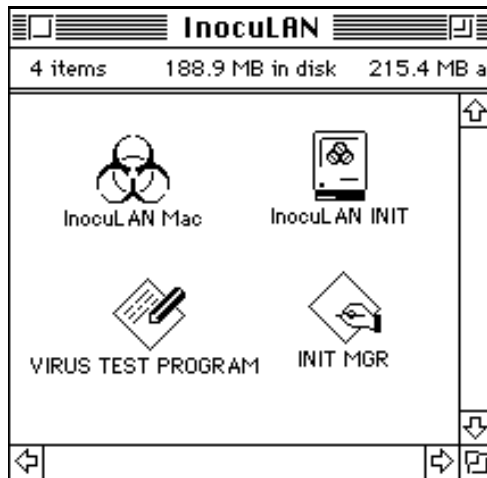 InocuLAN
4 items 188.9 MB in disk 215.4 MB a
InocuLAN Mac InocuLAN INIT
VIRUS TEST PROGRAM INIT MGR